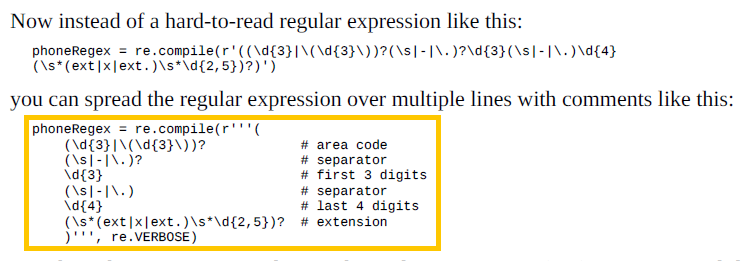 Now instead of a hard-to-read regular expression like this:
phoneRegex = re.compile(r'((\d{3}|\(\d{3}\))?(\s|-|\.)?\d{3}(\s|-|\.)\d{4}
(\s*(ext|x|ext.)\s*\d{2,5})?)')
you can spread the regular expression over multiple lines with comments like this:
phoneRegex = re.compile(r'''(
    (\d{3}|\(\d{3}\))?            # area code
    (\s|-|\.)?                    # separator
    \d{3}                         # first 3 digits
    (\s|-|\.)                     # separator
    \d{4}                         # last 4 digits
    (\s*(ext|x|ext.)\s*\d{2,5})?  # extension
    )''', re.VERBOSE)